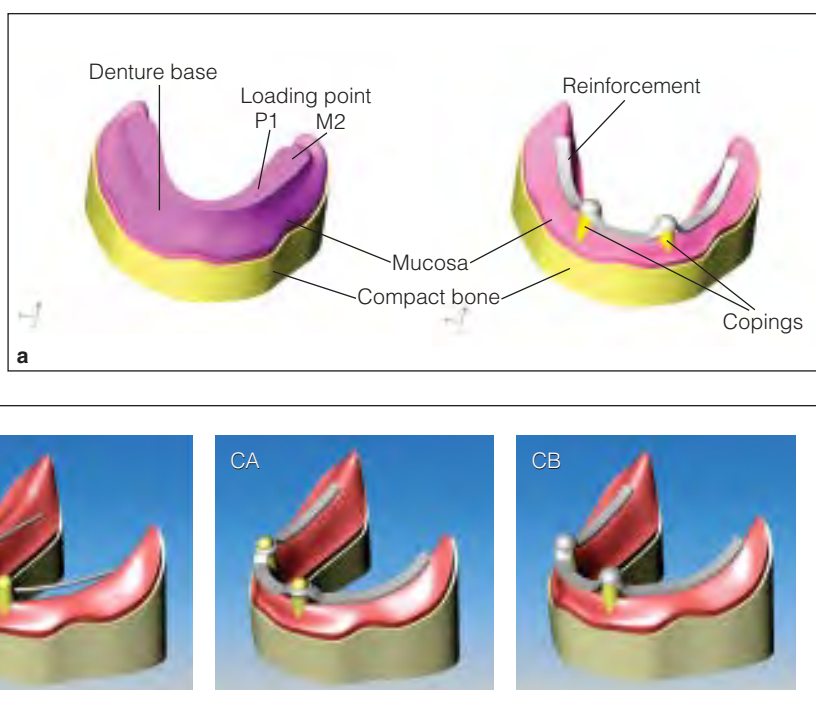 Denture base
Loading point
P1 M2
Reinforcement
Mucosa
Compact bone
Copings
a
CA
CB